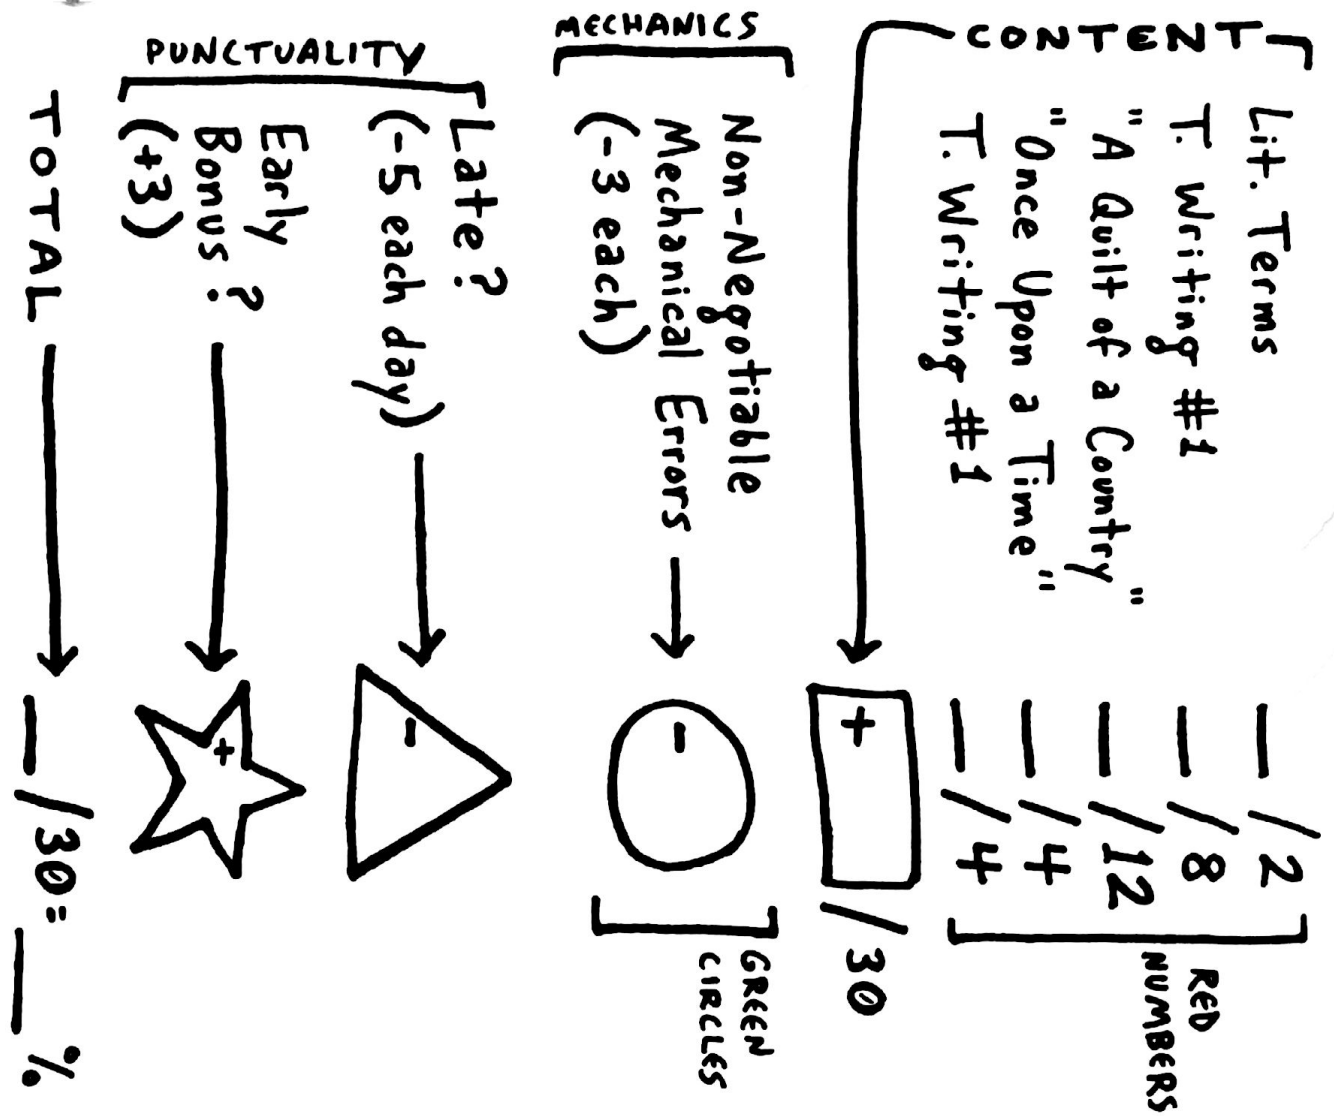 CONTENT
Lit. Terms __/2
T. Writing #1 __/8
"A Quilt of a Country" __/12
"Once Upon a Time" __/4
T. Writing #1 __/4
RED
NUMBERS
+ /30
MECHANICS
Non-Negotiable
Mechanical Errors -
(-3 each)
GREEN
CIRCLES
PUNCTUALITY
Late?
(-5 each day) -
Early
Bonus? +
(+3)
TOTAL __/30= __%